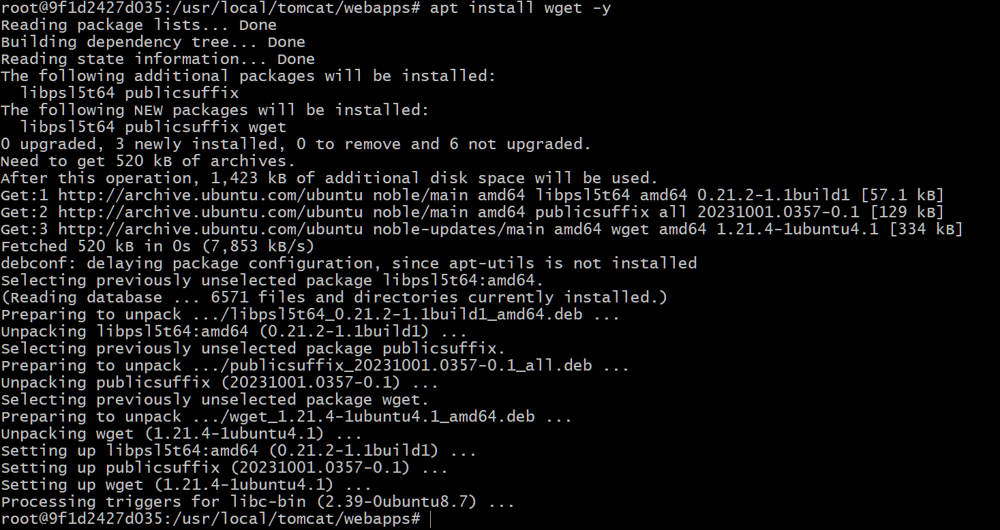 root@9f1d2427d035:/usr/local/tomcat/webapps# apt install wget -y
Reading package lists... Done
Building dependency tree... Done
Reading state information... Done
The following additional packages will be installed:
  libpsl5t64 publicsuffix
The following NEW packages will be installed:
  libpsl5t64 publicsuffix wget
0 upgraded, 3 newly installed, 0 to remove and 6 not upgraded.
Need to get 520 kB of archives.
After this operation, 1,423 kB of additional disk space will be used.
Get:1 http://archive.ubuntu.com/ubuntu noble/main amd64 libpsl5t64 amd64 0.21.2-1.1build1 [57.1 kB]
Get:2 http://archive.ubuntu.com/ubuntu noble/main amd64 publicsuffix all 20231001.0357-0.1 [129 kB]
Get:3 http://archive.ubuntu.com/ubuntu noble-updates/main amd64 wget amd64 1.21.4-1ubuntu4.1 [334 kB]
Fetched 520 kB in 0s (7,853 kB/s)
debconf: delaying package configuration, since apt-utils is not installed
Selecting previously unselected package libpsl5t64:amd64.
(Reading database ... 6571 files and directories currently installed.)
Preparing to unpack .../libpsl5t64_0.21.2-1.1build1_amd64.deb ...
Unpacking libpsl5t64:amd64 (0.21.2-1.1build1) ...
Selecting previously unselected package publicsuffix.
Preparing to unpack .../publicsuffix_20231001.0357-0.1_all.deb ...
Unpacking publicsuffix (20231001.0357-0.1) ...
Selecting previously unselected package wget.
Preparing to unpack .../wget_1.21.4-1ubuntu4.1_amd64.deb ...
Unpacking wget (1.21.4-1ubuntu4.1) ...
Setting up libpsl5t64:amd64 (0.21.2-1.1build1) ...
Setting up publicsuffix (20231001.0357-0.1) ...
Setting up wget (1.21.4-1ubuntu4.1) ...
Processing triggers for libc-bin (2.39-0ubuntu8.7) ...
root@9f1d2427d035:/usr/local/tomcat/webapps#